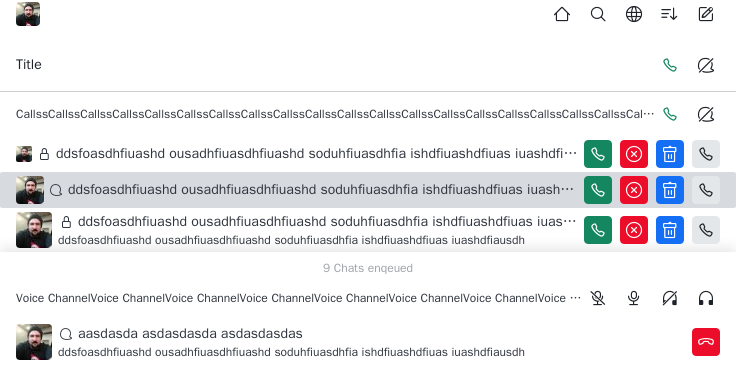 Title
CallssCallssCallssCallssCallssCallssCallssCallssCallssCallssCallssCallssCallssCallssCallssCallssCallssCallssCallssCal…
ddsfoasdhfiuashd ousadhfiuasdhfiuashd soduhfiuasdhfia ishdfiuashdfiuas iuashdfi…
ddsfoasdhfiuashd ousadhfiuasdhfiuashd soduhfiuasdhfia ishdfiuashdfiuas iuash…
ddsfoasdhfiuashd ousadhfiuasdhfiuashd soduhfiuasdhfia ishdfiuashdfiuas iuas…
ddsfoasdhfiuashd ousadhfiuasdhfiuashd soduhfiuasdhfia ishdfiuashdfiuas iuashdfiausdh
9 Chats enqeued
Voice ChannelVoice ChannelVoice ChannelVoice ChannelVoice ChannelVoice ChannelVoice ChannelVoice …
aasdasda asdasdasda asdasdasdas
ddsfoasdhfiuashd ousadhfiuasdhfiuashd soduhfiuasdhfia ishdfiuashdfiuas iuashdfiausdh